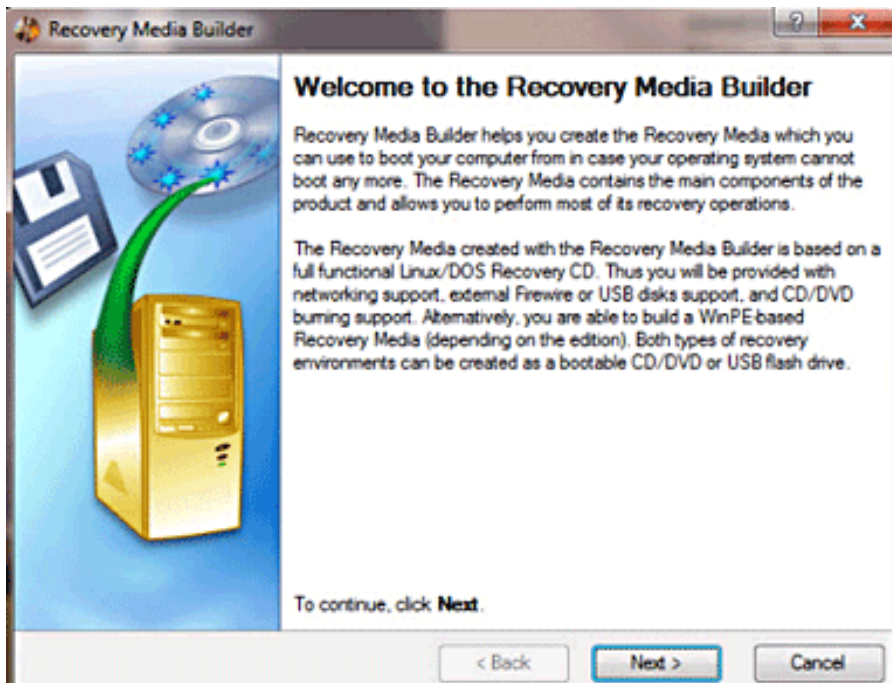 Recovery Media Builder
Welcome to the Recovery Media Builder
Recovery Media Builder helps you create the Recovery Media which you
can use to boot your computer from in case your operating system cannot
boot any more. The Recovery Media contains the main components of the
product and allows you to perform most of its recovery operations.
The Recovery Media created with the Recovery Media Builder is based on a
full functional Linux/DOS Recovery CD. Thus you will be provided with
networking support, external Firewire or USB disks support, and CD/DVD
burning support. Alternatively, you are able to build a WinPE-based
Recovery Media (depending on the edition). Both types of recovery
environments can be created as a bootable CD/DVD or USB flash drive.
To continue, click Next.
< Back Next > Cancel